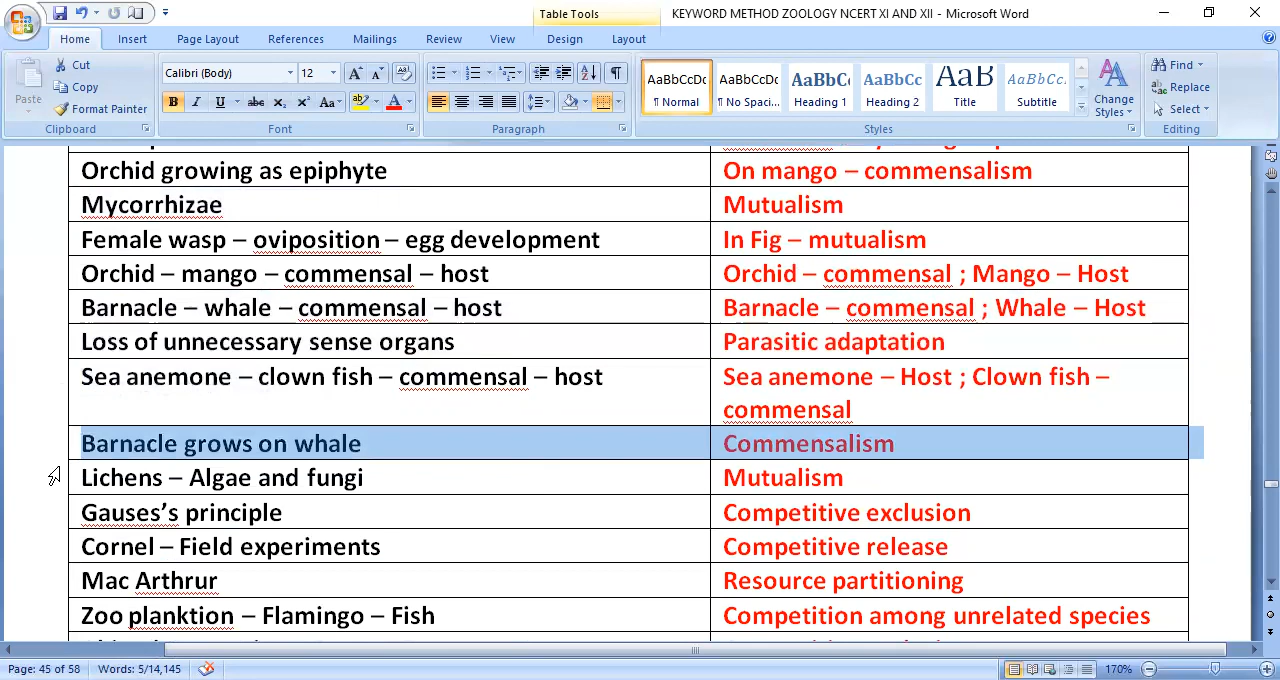 Table Tools
KEYWORD METHOD ZOOLOGY NCERT XI AND XII - Microsoft Word
Home Insert Page Layout References Mailings Review View Design Layout
Cut
Copy
Format Painter
Paste
Clipboard
Calibri (Body) 12
B I U abc X₂ X² Aa A
Font
Paragraph
AaBbCcDc AaBbCcDc AaBbC AaBbCc AaB AaBbCc.
¶ Normal ¶ No Spaci... Heading 1 Heading 2 Title Subtitle
Change Styles
Styles
Find
Replace
Select
Editing
Orchid growing as epiphyte On mango – commensalism
Mycorrhizae Mutualism
Female wasp – oviposition – egg development In Fig – mutualism
Orchid – mango – commensal – host Orchid – commensal ; Mango – Host
Barnacle – whale – commensal – host Barnacle – commensal ; Whale – Host
Loss of unnecessary sense organs Parasitic adaptation
Sea anemone – clown fish – commensal – host Sea anemone – Host ; Clown fish –
commensal
Barnacle grows on whale Commensalism
Lichens – Algae and fungi Mutualism
Gauses’s principle Competitive exclusion
Cornel – Field experiments Competitive release
Mac Arthrur Resource partitioning
Zoo planktion – Flamingo – Fish Competition among unrelated species
Page: 45 of 58 Words: 5/14,145 170%